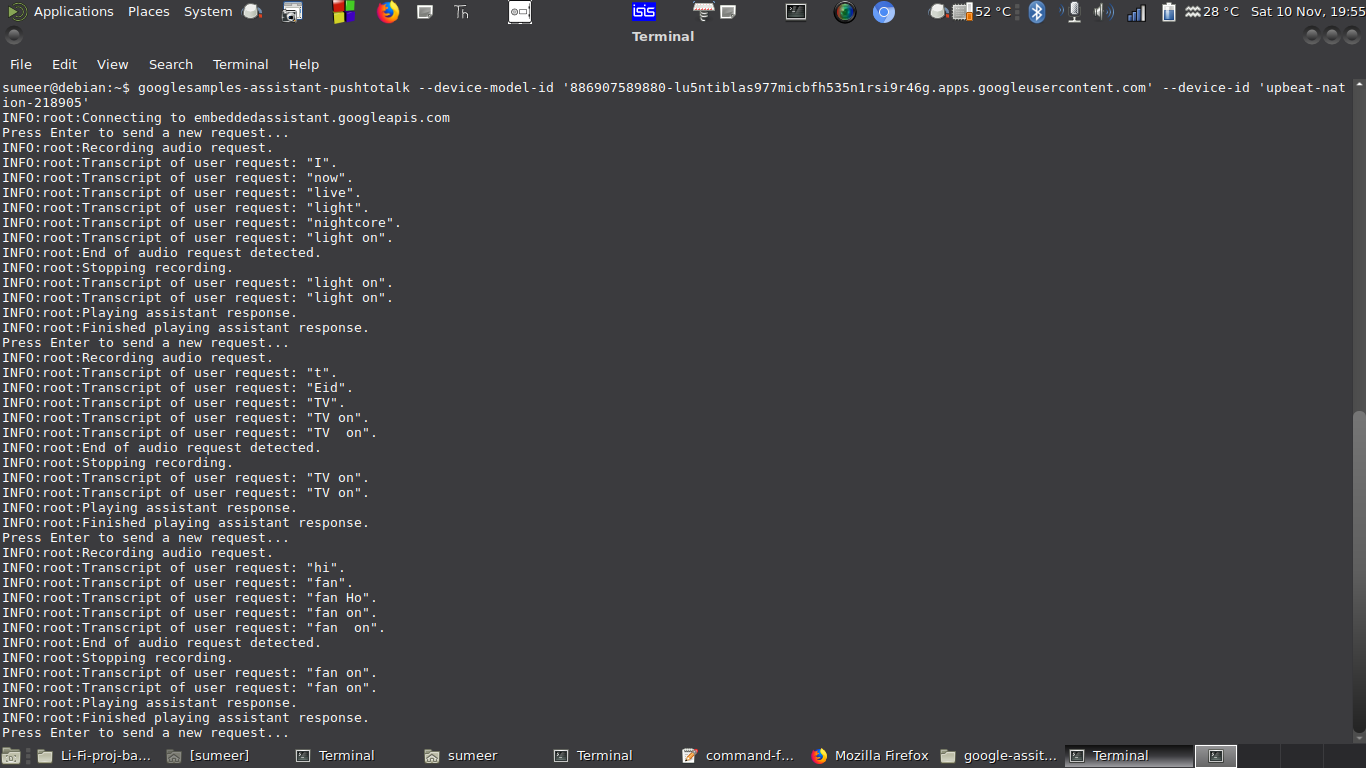 Applications Places System Th isis 52 °C 28 °C Sat 10 Nov, 19:55
Terminal
File Edit View Search Terminal Help
sumeer@debian:~$ googlesamples-assistant-pushtotalk --device-model-id '886907589880-lu5ntiblas977micbfh535n1rsi9r46g.apps.googleusercontent.com' --device-id 'upbeat-nat
ion-218905'
INFO:root:Connecting to embeddedassistant.googleapis.com
Press Enter to send a new request...
INFO:root:Recording audio request.
INFO:root:Transcript of user request: "I".
INFO:root:Transcript of user request: "now".
INFO:root:Transcript of user request: "live".
INFO:root:Transcript of user request: "light".
INFO:root:Transcript of user request: "nightcore".
INFO:root:Transcript of user request: "light on".
INFO:root:End of audio request detected.
INFO:root:Stopping recording.
INFO:root:Transcript of user request: "light on".
INFO:root:Transcript of user request: "light on".
INFO:root:Playing assistant response.
INFO:root:Finished playing assistant response.
Press Enter to send a new request...
INFO:root:Recording audio request.
INFO:root:Transcript of user request: "t".
INFO:root:Transcript of user request: "Eid".
INFO:root:Transcript of user request: "TV".
INFO:root:Transcript of user request: "TV on".
INFO:root:Transcript of user request: "TV  on".
INFO:root:End of audio request detected.
INFO:root:Stopping recording.
INFO:root:Transcript of user request: "TV on".
INFO:root:Transcript of user request: "TV on".
INFO:root:Playing assistant response.
INFO:root:Finished playing assistant response.
Press Enter to send a new request...
INFO:root:Recording audio request.
INFO:root:Transcript of user request: "hi".
INFO:root:Transcript of user request: "fan".
INFO:root:Transcript of user request: "fan Ho".
INFO:root:Transcript of user request: "fan on".
INFO:root:Transcript of user request: "fan  on".
INFO:root:End of audio request detected.
INFO:root:Stopping recording.
INFO:root:Transcript of user request: "fan on".
INFO:root:Transcript of user request: "fan on".
INFO:root:Playing assistant response.
INFO:root:Finished playing assistant response.
Press Enter to send a new request...
Li-Fi-proj-ba... [sumeer] Terminal sumeer Terminal command-f... Mozilla Firefox google-assit... Terminal